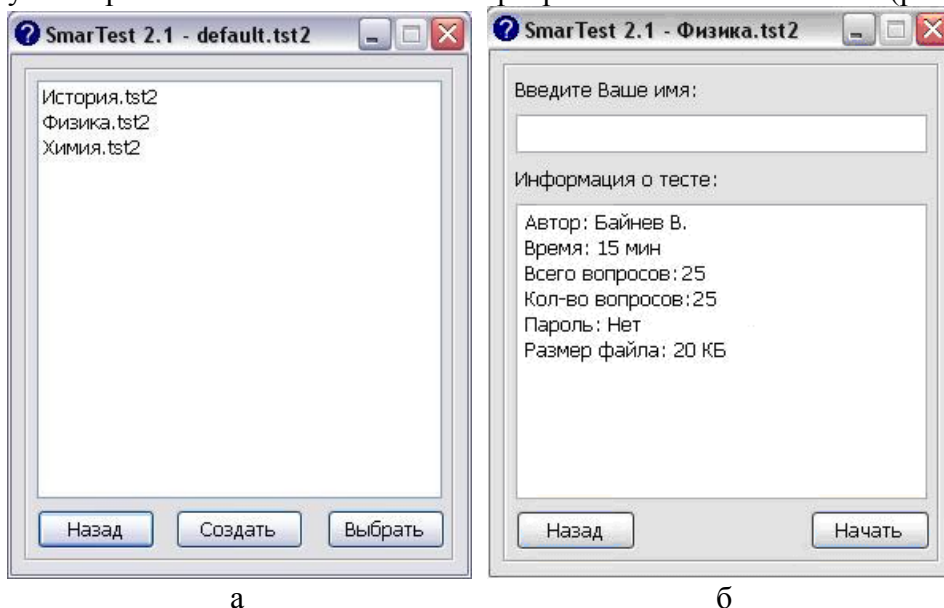 SmarTest 2.1 - default.tst2
История.tst2
Физика.tst2
Химия.tst2
Назад
Создать
Выбрать
а
SmarTest 2.1 - Физика.tst2
Введите Ваше имя:
Информация о тесте:
Автор: Байнев В.
Время: 15 мин
Всего вопросов:25
Кол-во вопросов:25
Пароль: Нет
Размер файла: 20 КБ
Назад
Начать
б